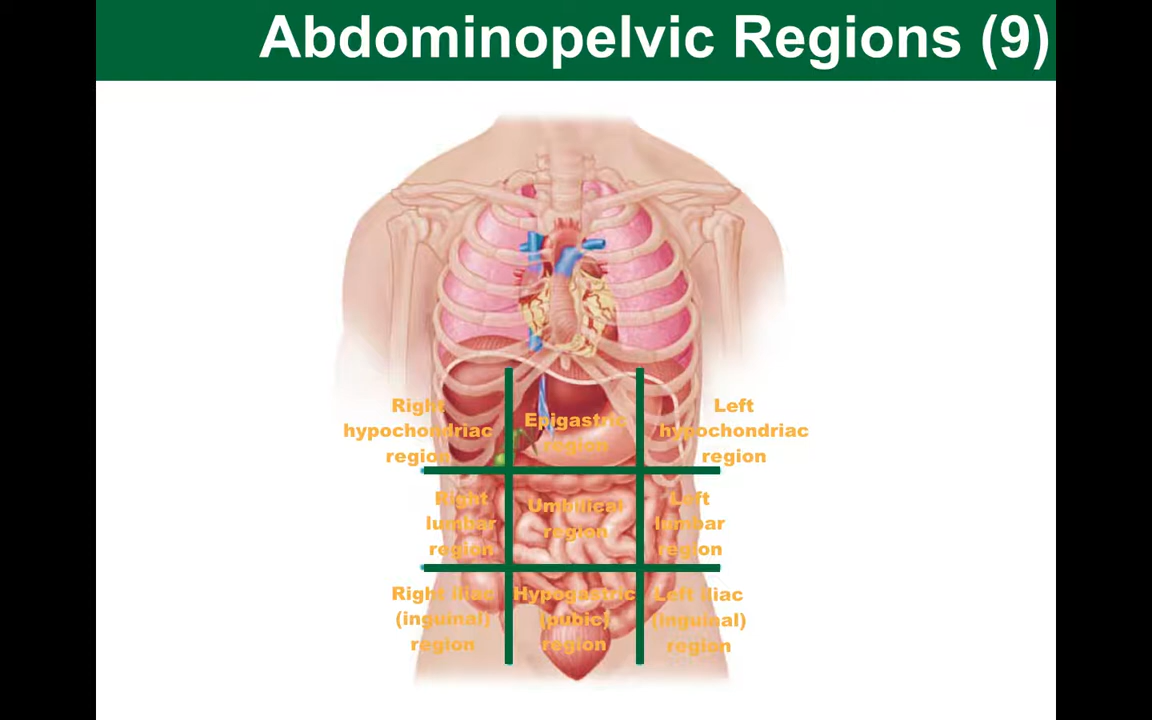 Abdominopelvic Regions (9)
Right
hypochondriac
region
Epigastric
region
Left
hypochondriac
region
Right
lumbar
region
Umbilical
region
Left
lumbar
region
Right iliac
(inguinal)
region
Hypogastric
(pubic)
region
Left iliac
(inguinal)
region